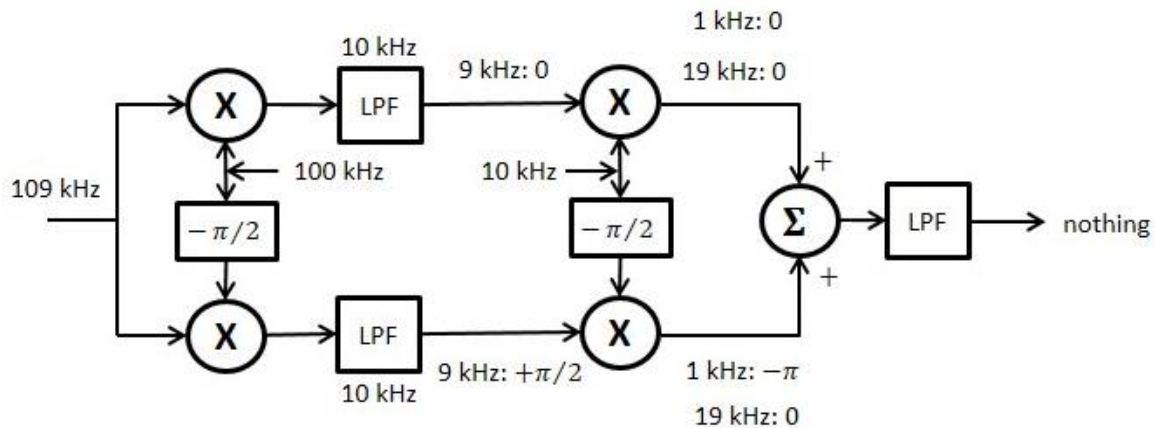 1 kHz: 0
10 kHz
9 kHz: 0
19 kHz: 0
X
LPF
X
100 kHz
10 kHz
+
109 kHz
− π/2
− π/2
Σ
LPF
nothing
+
X
LPF
X
9 kHz: +π/2
1 kHz: −π
10 kHz
19 kHz: 0